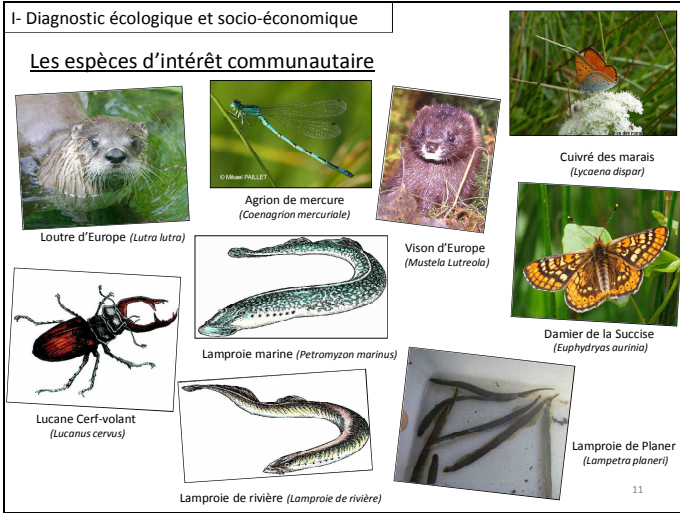 I- Diagnostic écologique et socio-économique
Les espèces d'intérêt communautaire
© Mikael PAILLET
Cuivré des marais
(Lycaena dispar)
Agrion de mercure
(Coenagrion mercuriale)
Loutre d'Europe (Lutra lutra)
Vison d'Europe
(Mustela Lutreola)
Damier de la Succise
(Euphydryas aurinia)
Lamproie marine (Petromyzon marinus)
Lucane Cerf-volant
(Lucanus cervus)
Lamproie de Planer
(Lampetra planeri)
Lamproie de rivière (Lamproie de rivière)
11